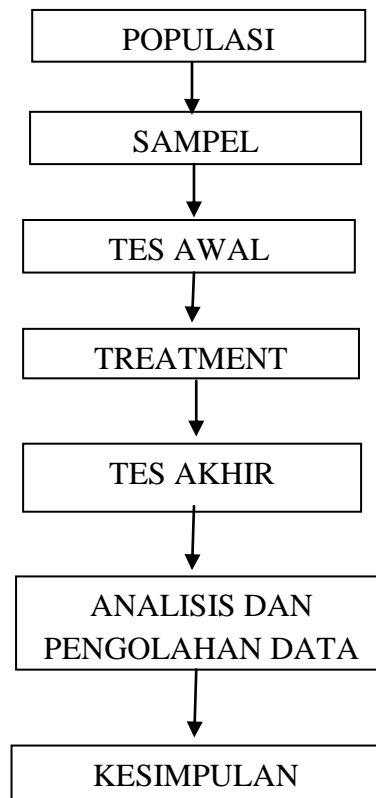 POPULASI
SAMPEL
TES AWAL
TREATMENT
TES AKHIR
ANALISIS DAN
PENGOLAHAN DATA
KESIMPULAN